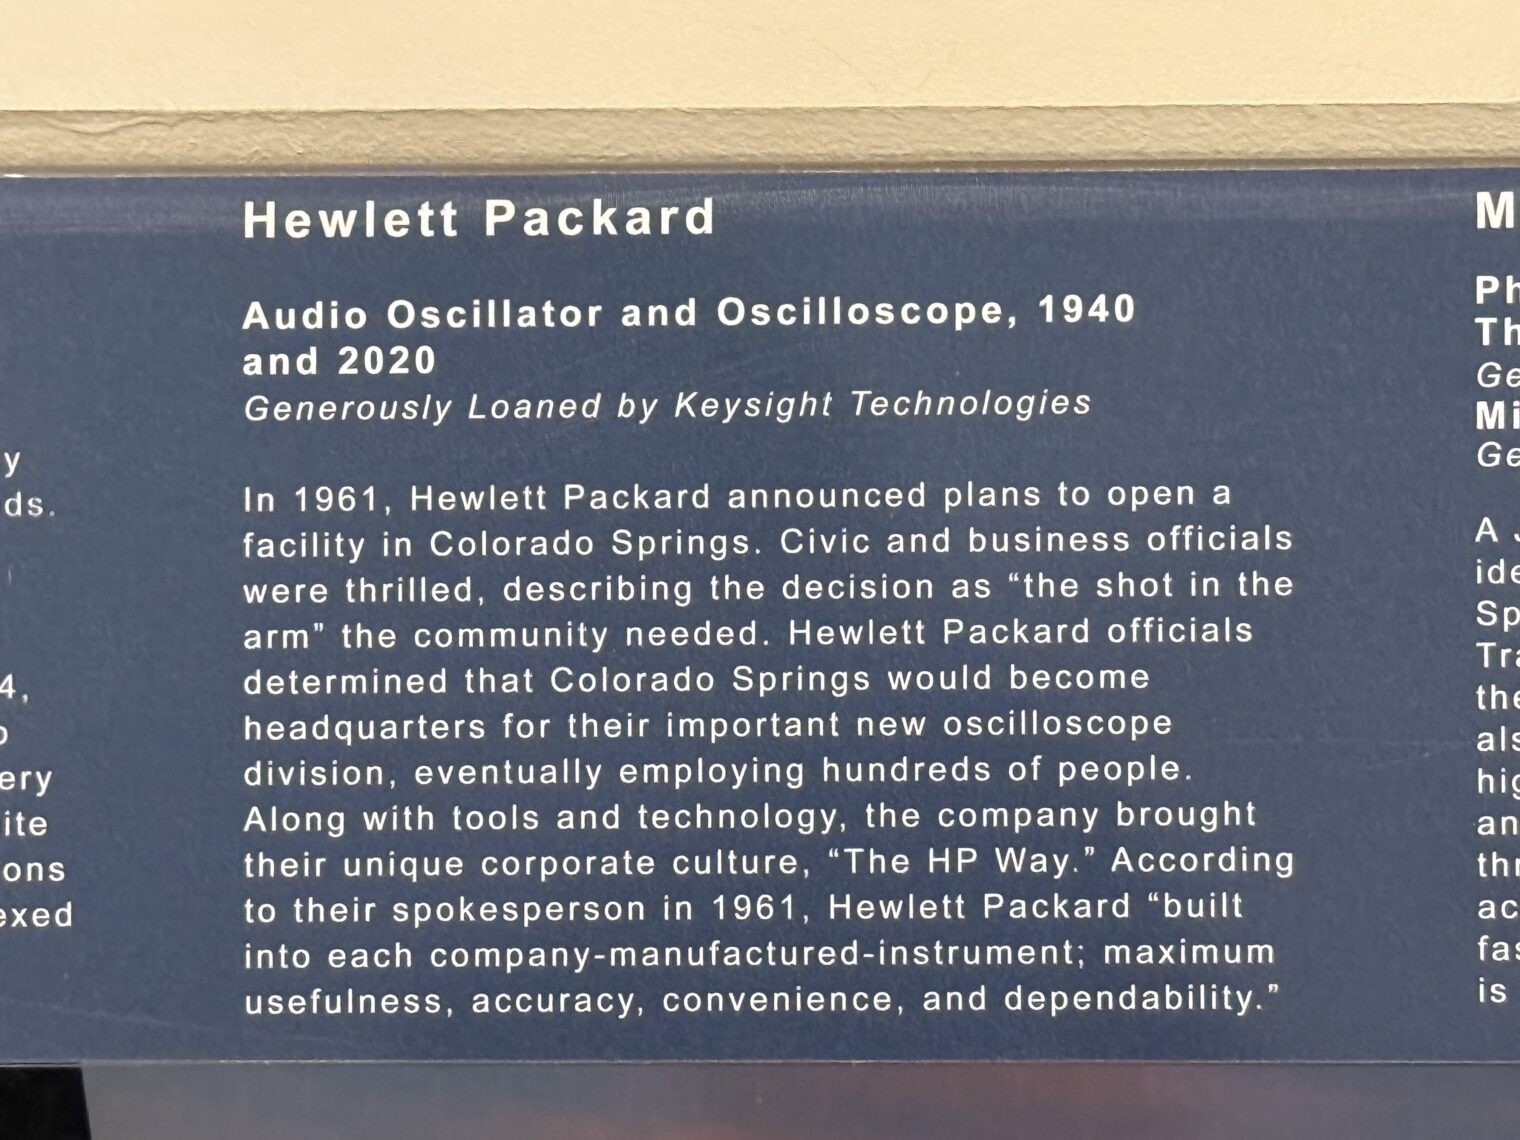 Hewlett Packard
Audio Oscillator and Oscilloscope, 1940
and 2020
Generously Loaned by Keysight Technologies
In 1961, Hewlett Packard announced plans to open a
facility in Colorado Springs. Civic and business officials
were thrilled, describing the decision as “the shot in the
arm” the community needed. Hewlett Packard officials
determined that Colorado Springs would become
headquarters for their important new oscilloscope
division, eventually employing hundreds of people.
Along with tools and technology, the company brought
their unique corporate culture, “The HP Way.” According
to their spokesperson in 1961, Hewlett Packard “built
into each company-manufactured-instrument; maximum
usefulness, accuracy, convenience, and dependability.”
A
is